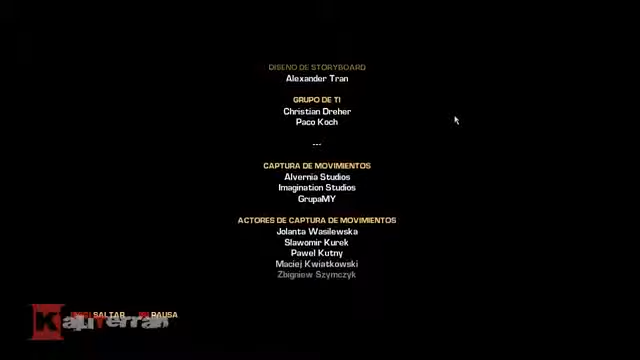 DISEÑO DE STORYBOARD
Alexander Tran
GRUPO DE TI
Christian Dreher
Paco Koch
---
CAPTURA DE MOVIMIENTOS
Alvernia Studios
Imagination Studios
GrupaMY
ACTORES DE CAPTURA DE MOVIMIENTOS
Jolanta Wasilewska
Slawomir Kurek
Pawel Kutny
Maciej Kwiatkowski
Zbigniew Szymczyk
SALTAR
PAUSA